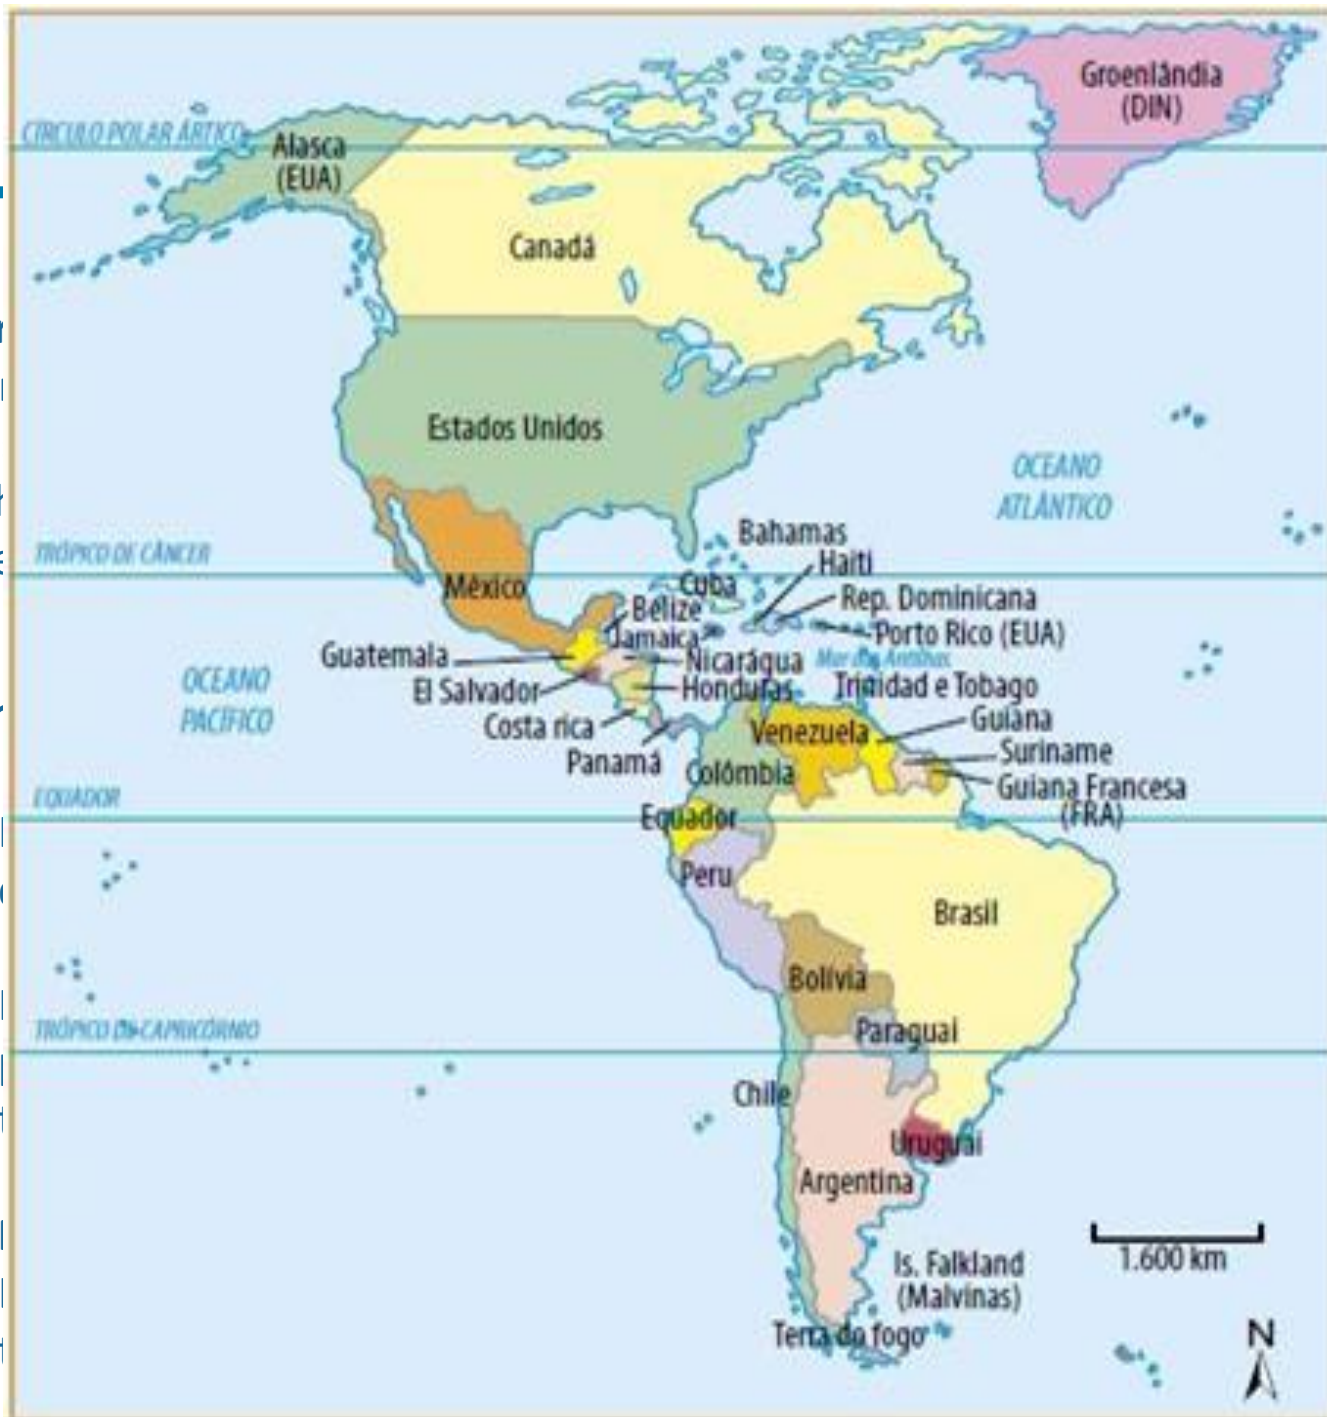 Groenlândia
(DIN)
CÍRCULO POLAR ÁRTICO
Alasca
(EUA)
Canadá
Estados Unidos
OCEANO
ATLÂNTICO
Bahamas
TRÓPICO DE CÂNCER
Haiti
México
Cuba
Rep. Dominicana
Belize
Jamaica
Porto Rico (EUA)
Guatemala
Nicarágua
Mar das Antilhas
OCEANO
PACÍFICO
El Salvador
Honduras
Trinidad e Tobago
Costa rica
Venezuela
Guiana
Panamá
Suriname
Colômbia
Guiana Francesa
(FRA)
EQUADOR
Equador
Peru
Brasil
Bolívia
TRÓPICO DE CAPRICÓRNIO
Paraguai
Chile
Uruguai
Argentina
1.600 km
Is. Falkland
(Malvinas)
Terra do fogo
N